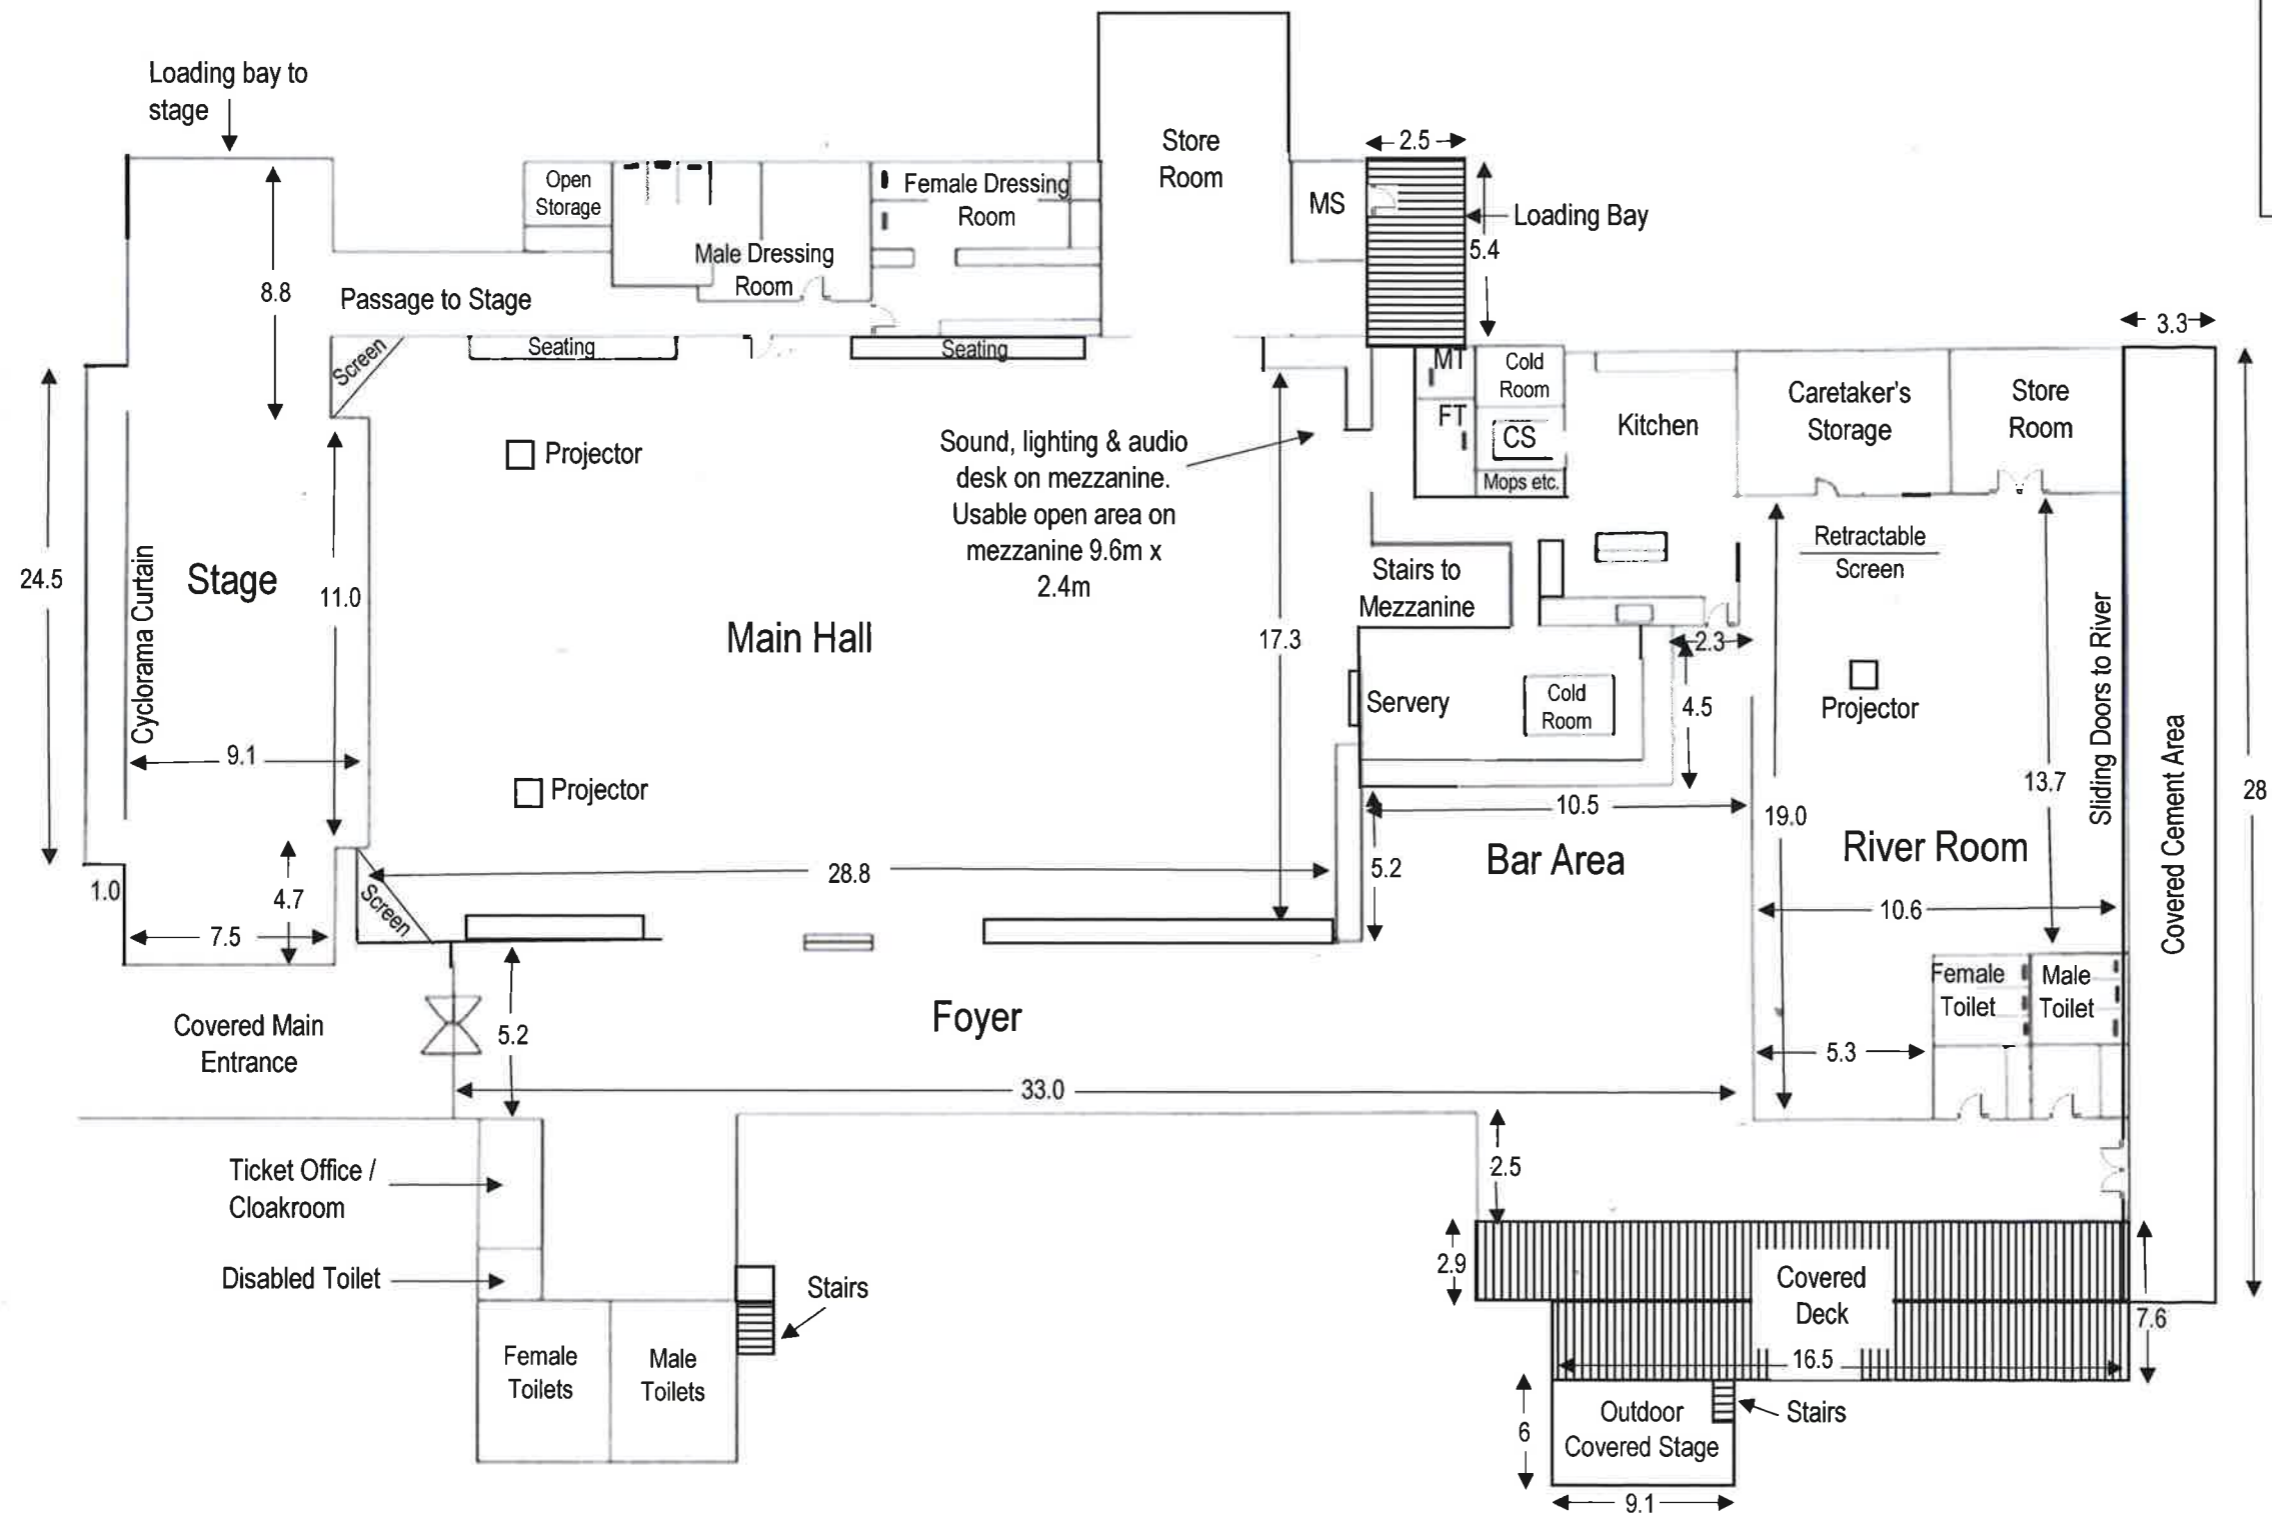 Loading bay to
stage
Open
Storage
Male Dressing
Room
Female Dressing
Room
Store
Room
MS
2.5
Loading Bay
5.4
8.8
Passage to Stage
Screen
Seating
Seating
3.3
MT
FT
Cold
Room
CS
Mops etc.
Kitchen
Caretaker's
Storage
Store
Room
Projector
Sound, lighting & audio
desk on mezzanine.
Usable open area on
mezzanine 9.6m x
2.4m
24.5
Cyclorama Curtain
Stage
11.0
Main Hall
17.3
Stairs to
Mezzanine
Retractable
Screen
Sliding Doors to River
2.3
Servery
Cold
Room
4.5
Projector
9.1
Projector
10.5
19.0
13.7
Covered Cement Area
28
28.8
5.2
Bar Area
River Room
1.0
4.7
Screen
7.5
10.6
Covered Main
Entrance
5.2
Foyer
Female
Toilet
Male
Toilet
5.3
33.0
Ticket Office /
Cloakroom
2.5
Disabled Toilet
Stairs
2.9
Covered
Deck
7.6
Female
Toilets
Male
Toilets
16.5
6
Outdoor
Covered Stage
Stairs
9.1